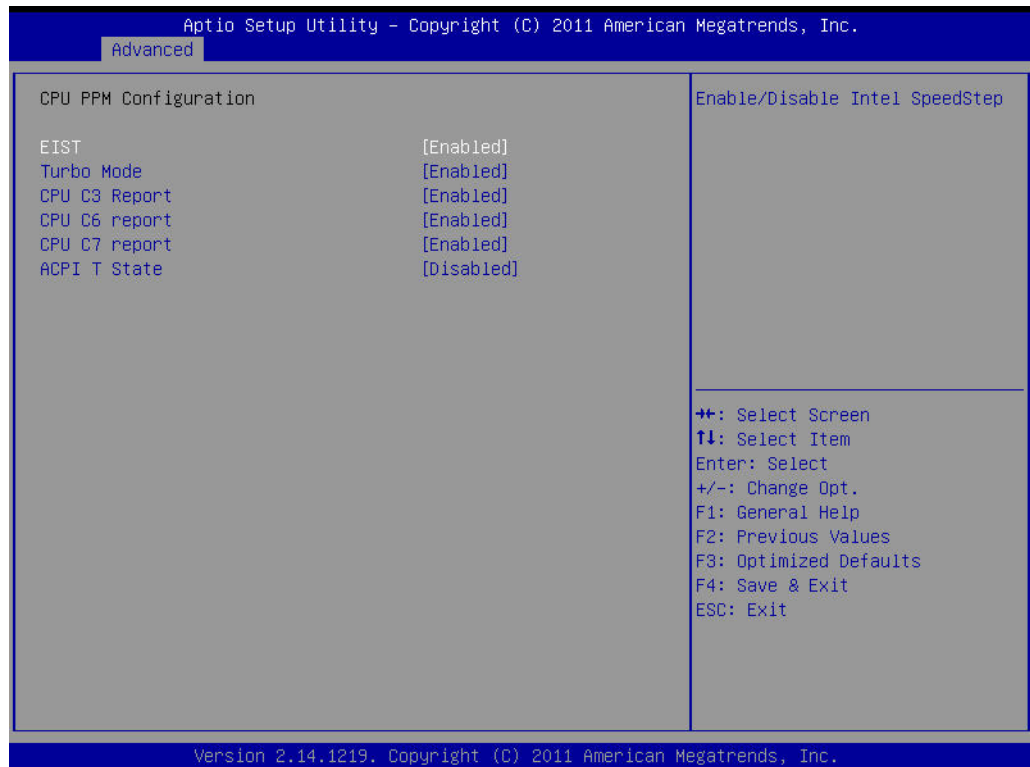 Aptio Setup Utility – Copyright (C) 2011 American Megatrends, Inc.
Advanced
CPU PPM Configuration
EIST [Enabled]
Turbo Mode [Enabled]
CPU C3 Report [Enabled]
CPU C6 report [Enabled]
CPU C7 report [Enabled]
ACPI T State [Disabled]
Enable/Disable Intel SpeedStep
→←: Select Screen
↑↓: Select Item
Enter: Select
+/-: Change Opt.
F1: General Help
F2: Previous Values
F3: Optimized Defaults
F4: Save & Exit
ESC: Exit
Version 2.14.1219. Copyright (C) 2011 American Megatrends, Inc.